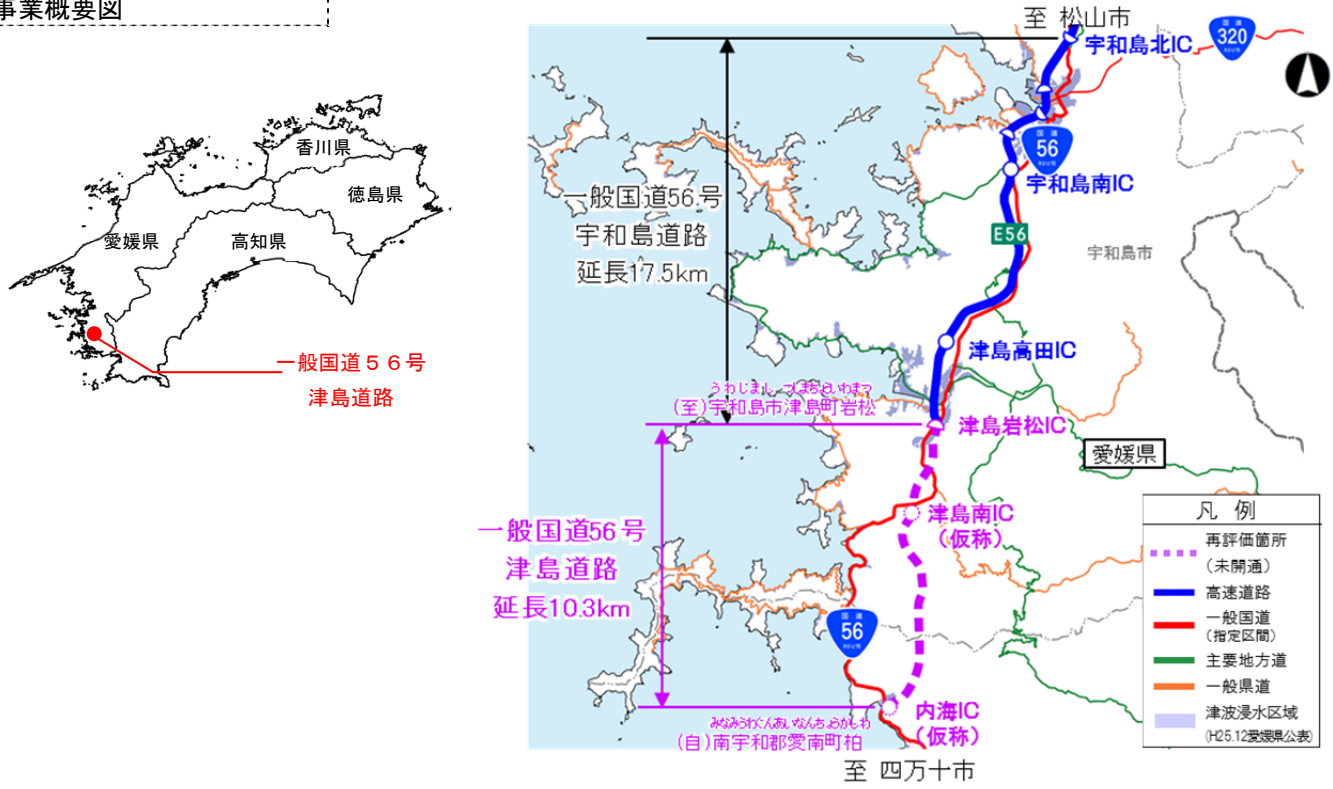 事業概要図
香川県
徳島県
愛媛県
高知県
一般国道56号
津島道路
至 松山市
宇和島北IC
国道
320
ROUTE
国道
56
ROUTE
宇和島南IC
一般国道56号
宇和島道路
延長17.5km
E56
宇和島市
津島高田IC
うわじまし つしまちょういわまつ
(至)宇和島市津島町岩松
津島岩松IC
愛媛県
一般国道56号
津島道路
延長10.3km
津島南IC
(仮称)
国道
56
ROUTE
内海IC
(仮称)
みなみうわぐんあいなんちょうかしわ
(自)南宇和郡愛南町柏
至 四万十市
凡 例
再評価箇所
(未開通)
高速道路
一般国道
(指定区間)
主要地方道
一般県道
津波浸水区域
(H25.12愛媛県公表)